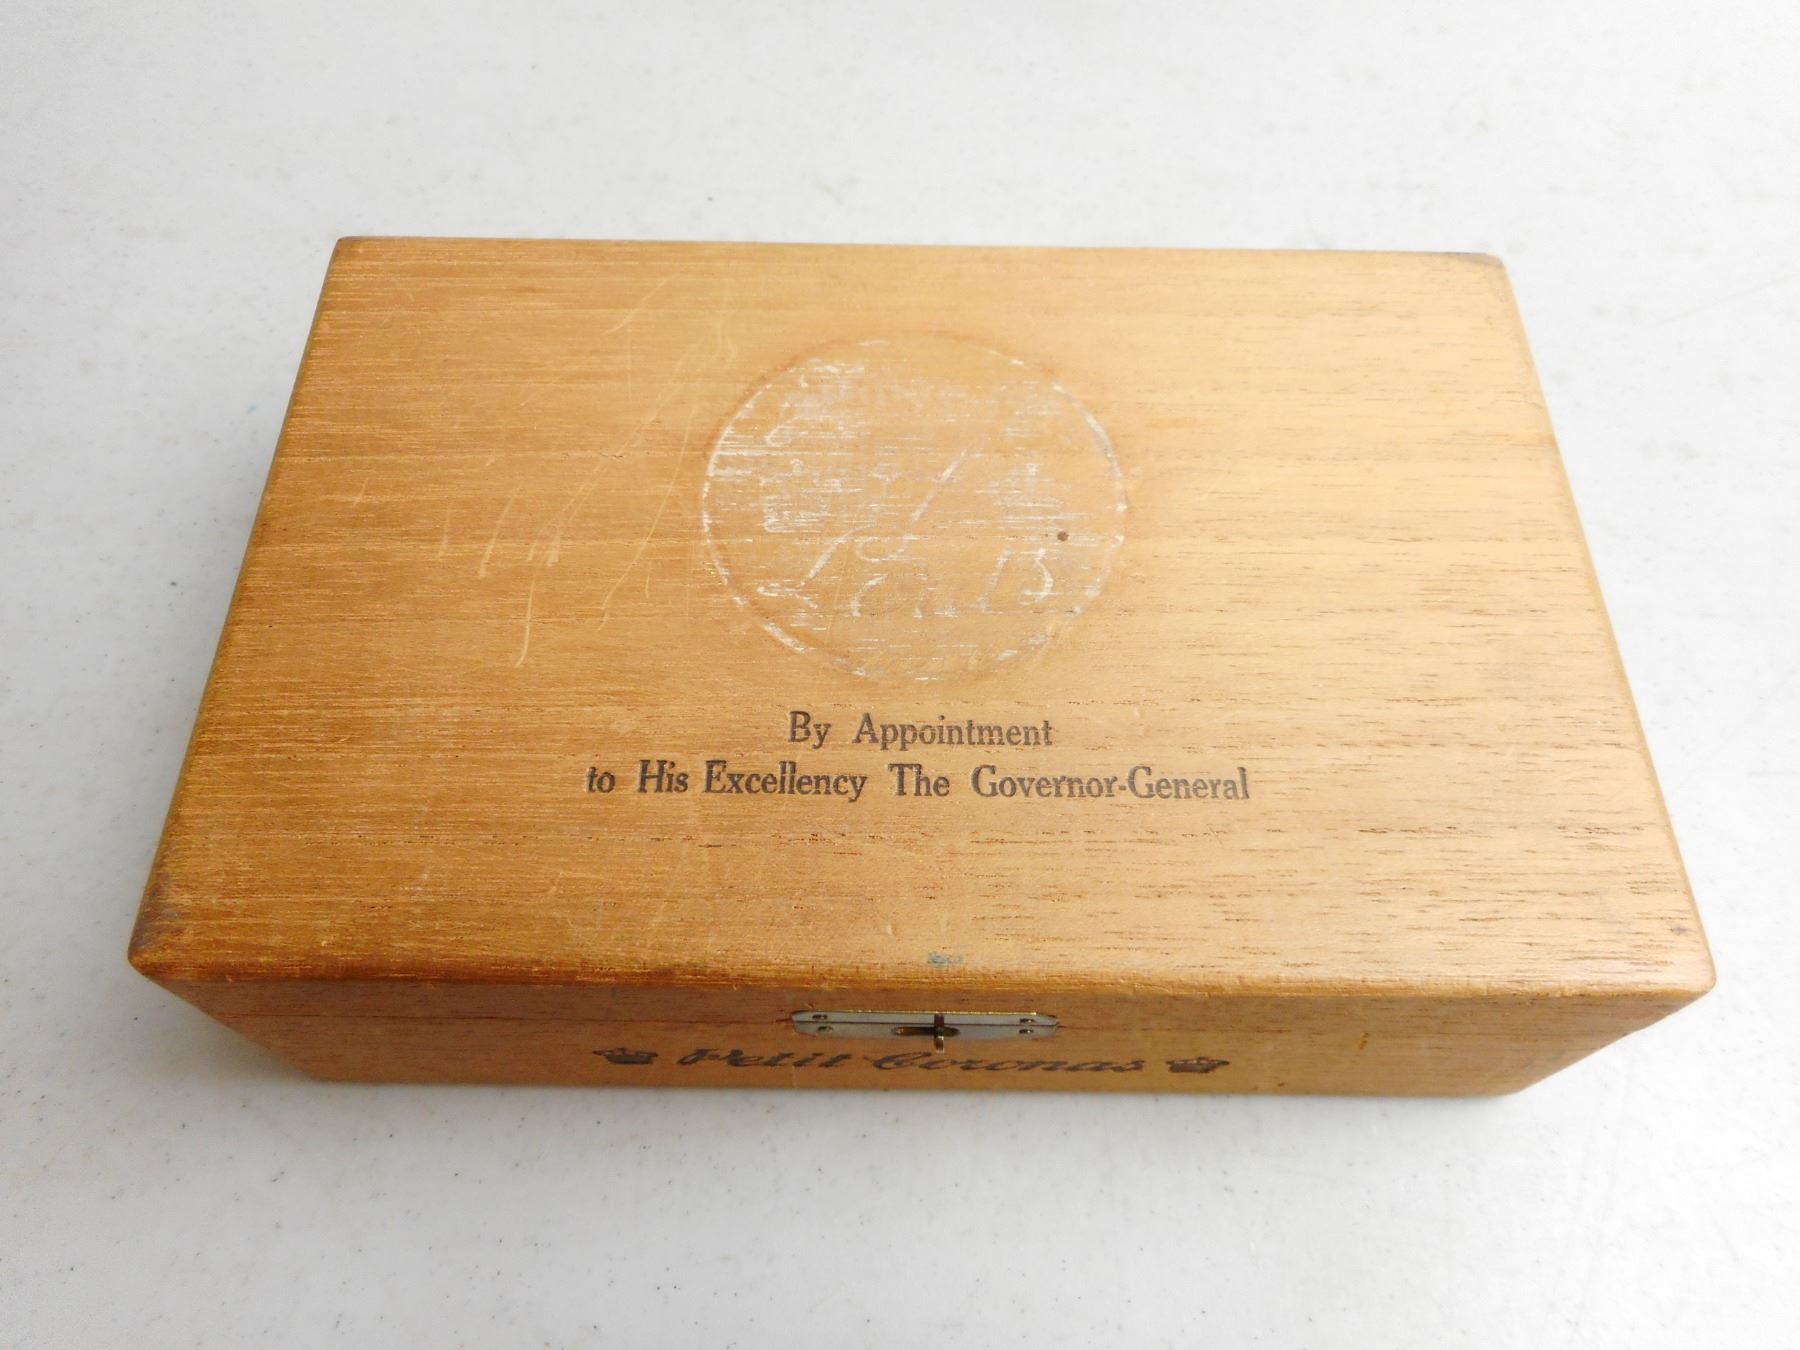 By Appointment
to His Excellency The Governor-General
Petit Coronas